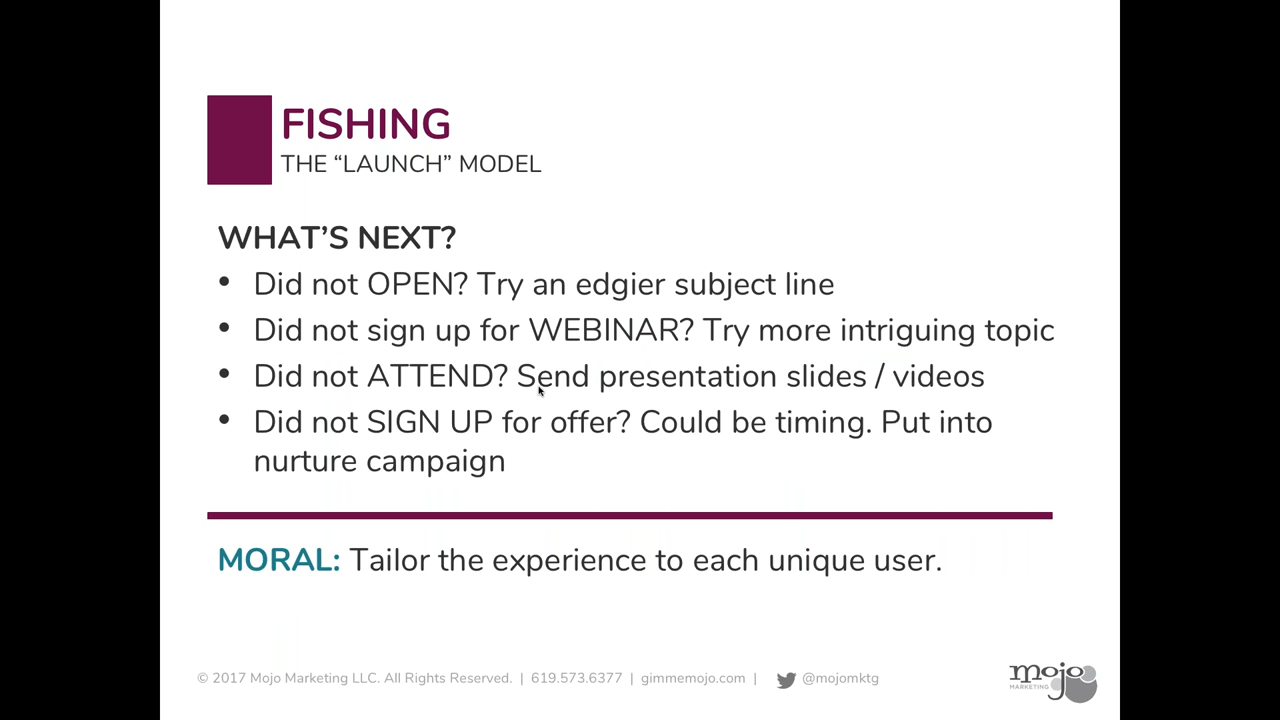 FISHING
THE “LAUNCH” MODEL
WHAT’S NEXT?
• Did not OPEN? Try an edgier subject line
• Did not sign up for WEBINAR? Try more intriguing topic
• Did not ATTEND? Send presentation slides / videos
• Did not SIGN UP for offer? Could be timing. Put into
nurture campaign
MORAL: Tailor the experience to each unique user.
© 2017 Mojo Marketing LLC. All Rights Reserved. | 619.573.6377 | gimmemojo.com | @mojomktg
mojo
MARKETING